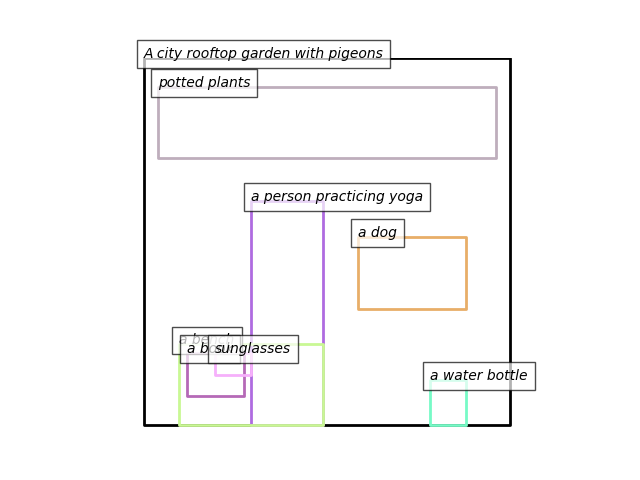 A city rooftop garden with pigeons
potted plants
a person practicing yoga
a dog
a bench
a
sunglasses
a water bottle